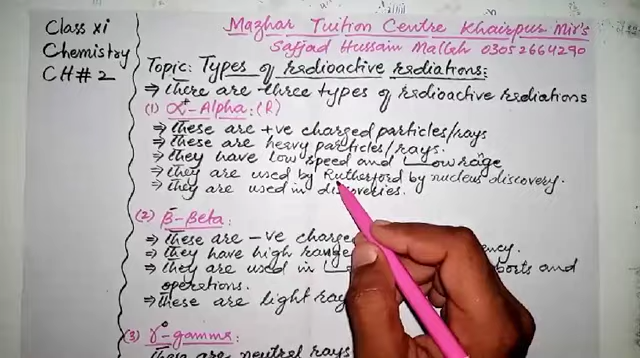 Class xi
Chemistry
CH # 2
Mazhar Tuition Centre Khairpur Mir's
Sajjad Hussain Mallah 03052664290
Topic: Types of radioactive radiations:
⇒ There are three types of radioactive radiations
(1) α⁺-Alpha: (R)
⇒ These are +ve charged particles/rays
⇒ These are heavy particles/rays.
⇒ They have low speed and Low range
⇒ They are used by Rutherford by nucleus discovery.
⇒ They are used in discoveries.
(2) β⁻-Beta:
⇒ These are -ve charge
⇒ They have high range
⇒ They are used in and
operations.
⇒ These are light ray
(3) γ⁰-gamma:
These are neutral rays